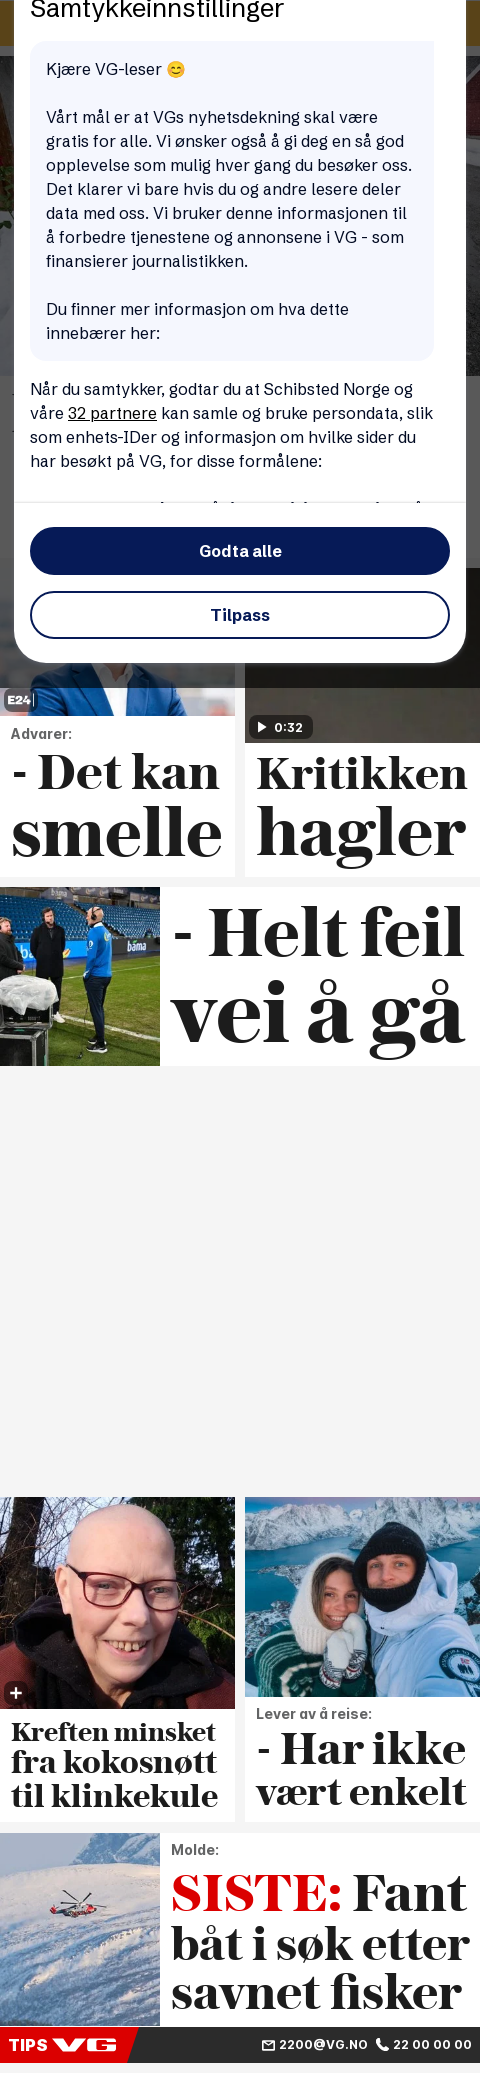 Samtykkeinnstillinger
Kjære VG-leser 😊
Vårt mål er at VGs nyhetsdekning skal være
gratis for alle. Vi ønsker også å gi deg en så god
opplevelse som mulig hver gang du besøker oss.
Det klarer vi bare hvis du og andre lesere deler
data med oss. Vi bruker denne informasjonen til
å forbedre tjenestene og annonsene i VG - som
finansierer journalistikken.
Du finner mer informasjon om hva dette
innebærer her:
Når du samtykker, godtar du at Schibsted Norge og
våre 32 partnere kan samle og bruke persondata, slik
som enhets-IDer og informasjon om hvilke sider du
har besøkt på VG, for disse formålene:
Godta alle
Tilpass
E24
Advarer:
- Det kan
smelle
0:32
Kritikken
hagler
bama
- Helt feil
vei å gå
Kreften minsket
fra kokosnøtt
til klinkekule
Lever av å reise:
- Har ikke
vært enkelt
Molde:
SISTE: Fant
båt i søk etter
savnet fisker
TIPS VG 2200@VG.NO 22 00 00 00